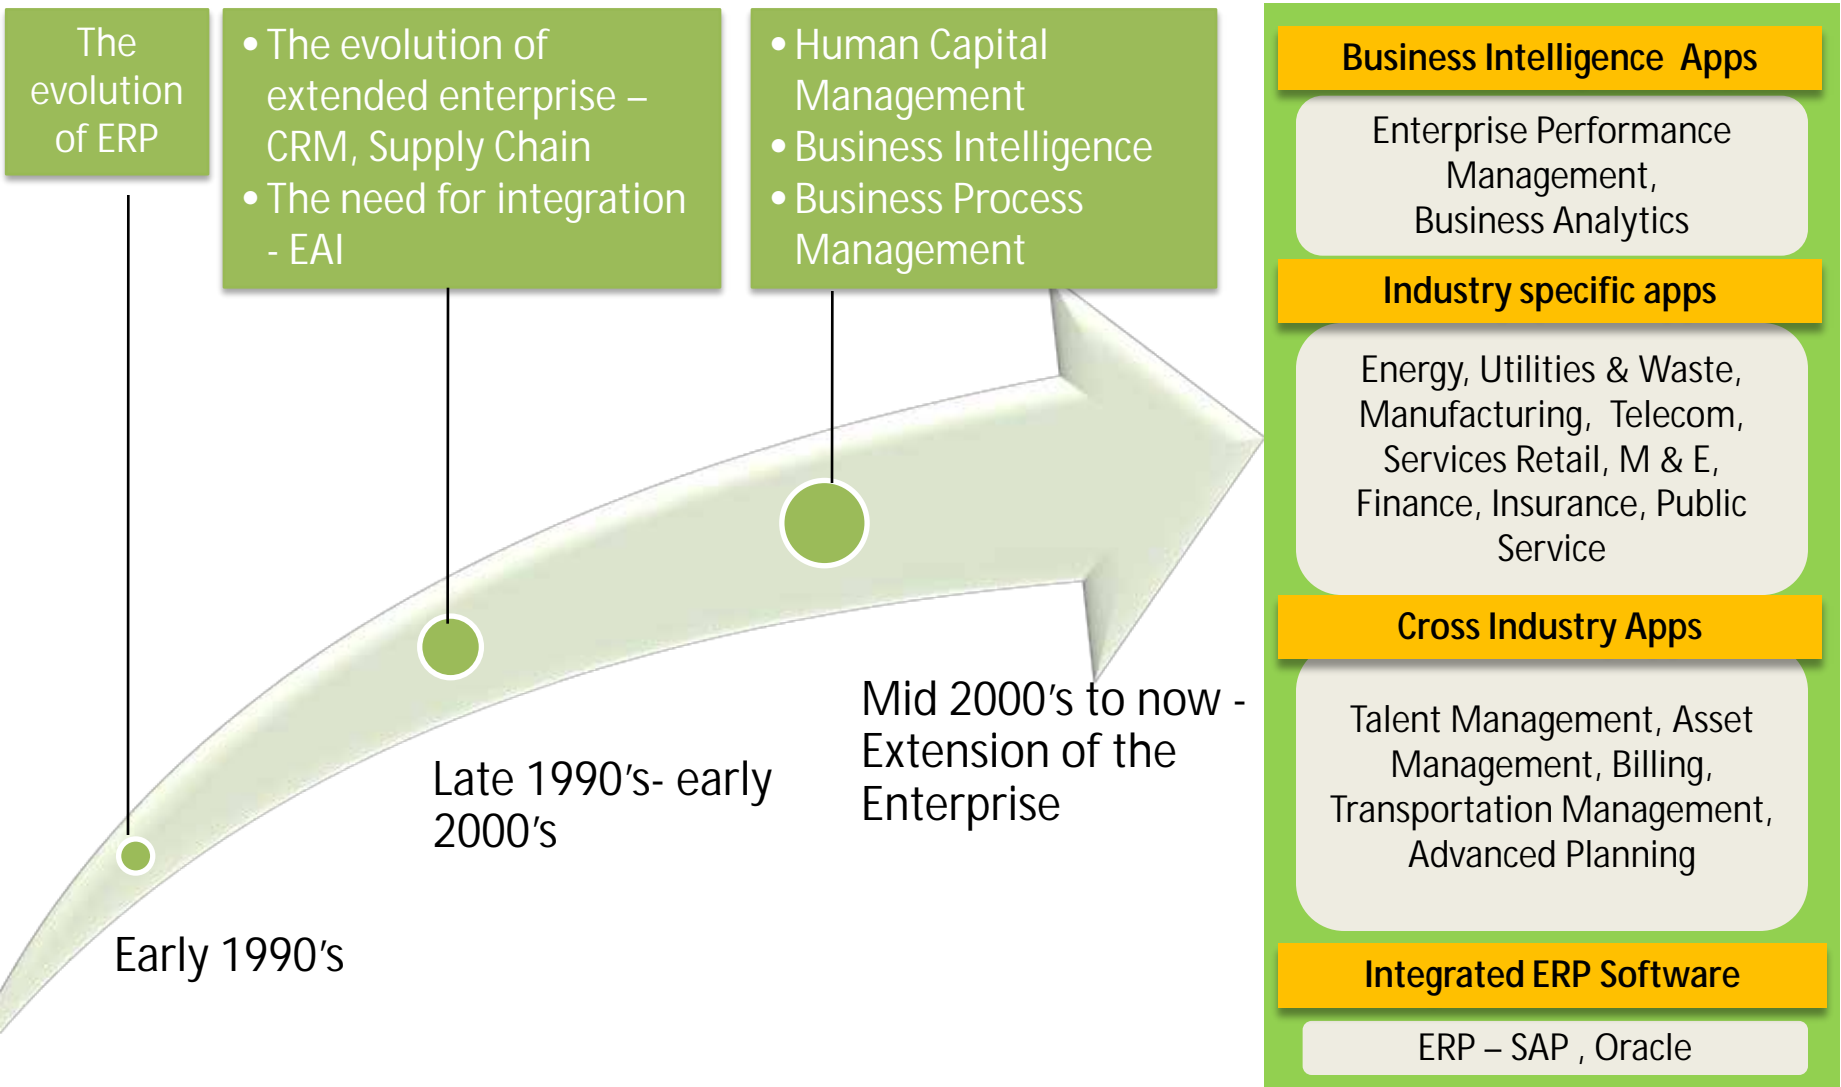 The
evolution
of ERP
• The evolution of
extended enterprise –
CRM, Supply Chain
• The need for integration
- EAI
• Human Capital
Management
• Business Intelligence
• Business Process
Management
Early 1990's
Late 1990's- early
2000's
Mid 2000's to now -
Extension of the
Enterprise
Business Intelligence Apps
Enterprise Performance
Management,
Business Analytics
Industry specific apps
Energy, Utilities & Waste,
Manufacturing, Telecom,
Services Retail, M & E,
Finance, Insurance, Public
Service
Cross Industry Apps
Talent Management, Asset
Management, Billing,
Transportation Management,
Advanced Planning
Integrated ERP Software
ERP – SAP , Oracle